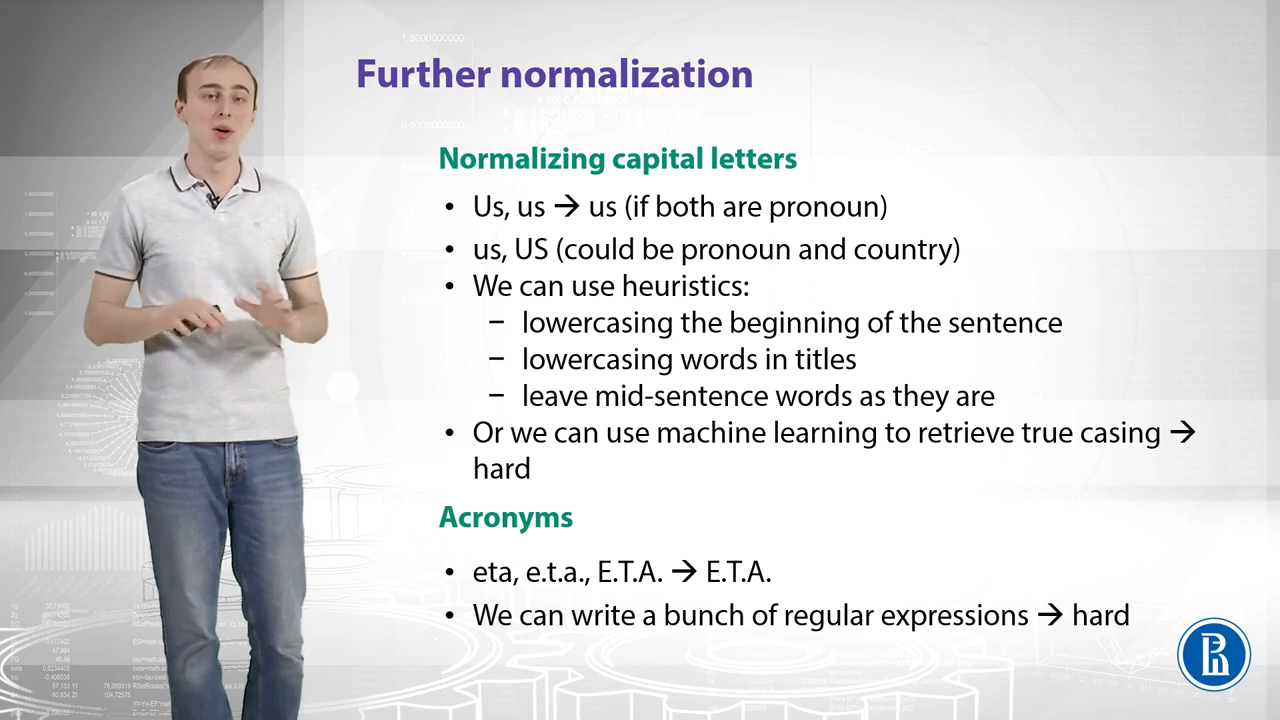 Further normalization
Normalizing capital letters
• Us, us → us (if both are pronoun)
• us, US (could be pronoun and country)
• We can use heuristics:
– lowercasing the beginning of the sentence
– lowercasing words in titles
– leave mid-sentence words as they are
• Or we can use machine learning to retrieve true casing →
hard
Acronyms
• eta, e.t.a., E.T.A. → E.T.A.
• We can write a bunch of regular expressions → hard